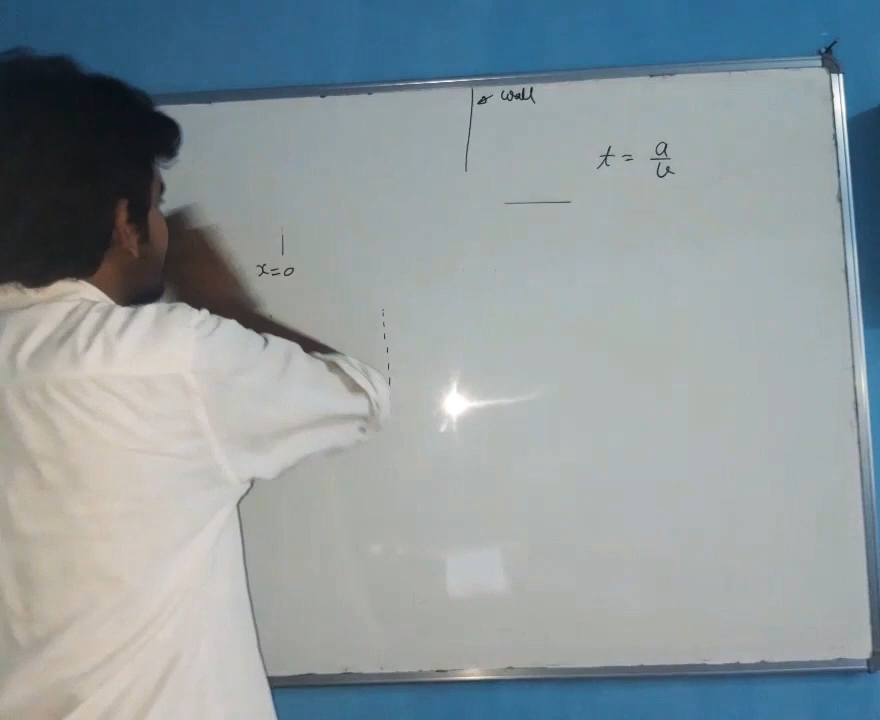 wall
t = a/v
x=0